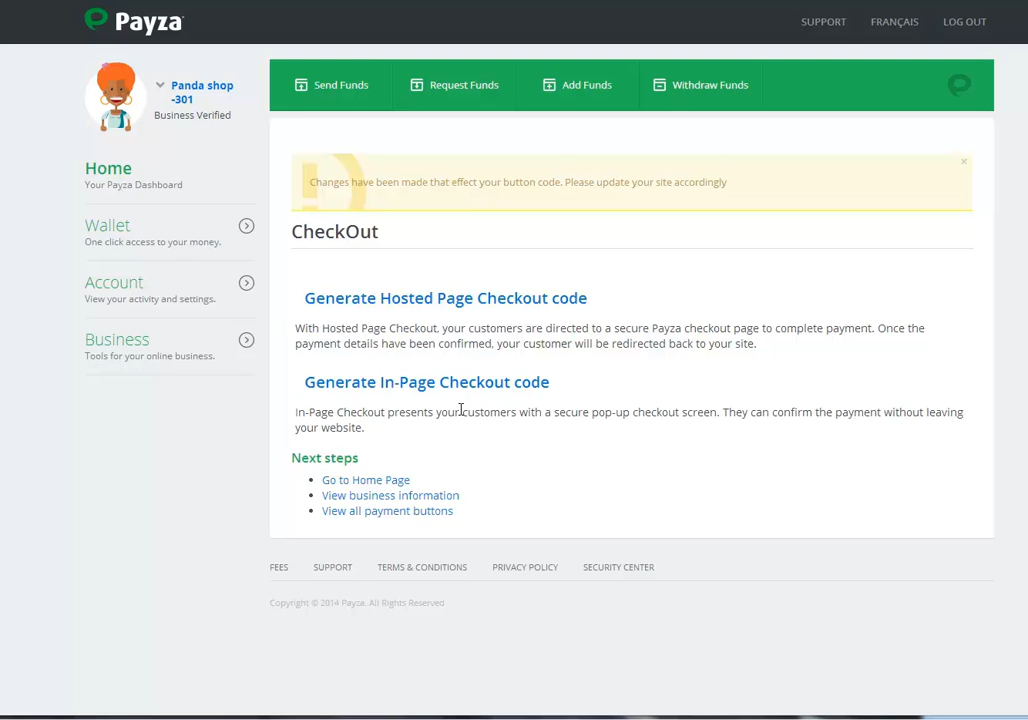 Payza
SUPPORT
FRANÇAIS
LOG OUT
Panda shop
-301
Business Verified
Send Funds
Request Funds
Add Funds
Withdraw Funds
Home
Your Payza Dashboard
Wallet
One click access to your money.
Account
View your activity and settings.
Business
Tools for your online business.
Changes have been made that effect your button code. Please update your site accordingly
CheckOut
Generate Hosted Page Checkout code
With Hosted Page Checkout, your customers are directed to a secure Payza checkout page to complete payment. Once the
payment details have been confirmed, your customer will be redirected back to your site.
Generate In-Page Checkout code
In-Page Checkout presents your customers with a secure pop-up checkout screen. They can confirm the payment without leaving
your website.
Next steps
• Go to Home Page
• View business information
• View all payment buttons
FEES
SUPPORT
TERMS & CONDITIONS
PRIVACY POLICY
SECURITY CENTER
Copyright © 2014 Payza. All Rights Reserved